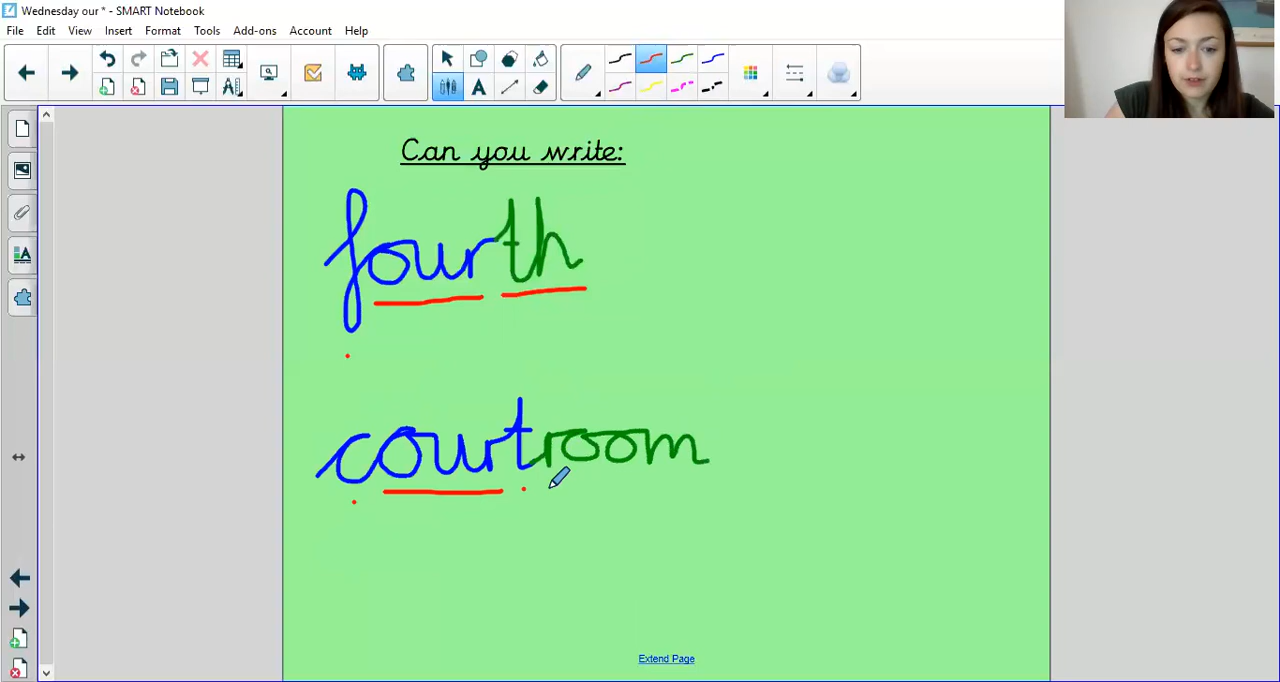 Wednesday our * - SMART Notebook
File Edit View Insert Format Tools Add-ons Account Help
Can you write:
fourth
courtroom
Extend Page